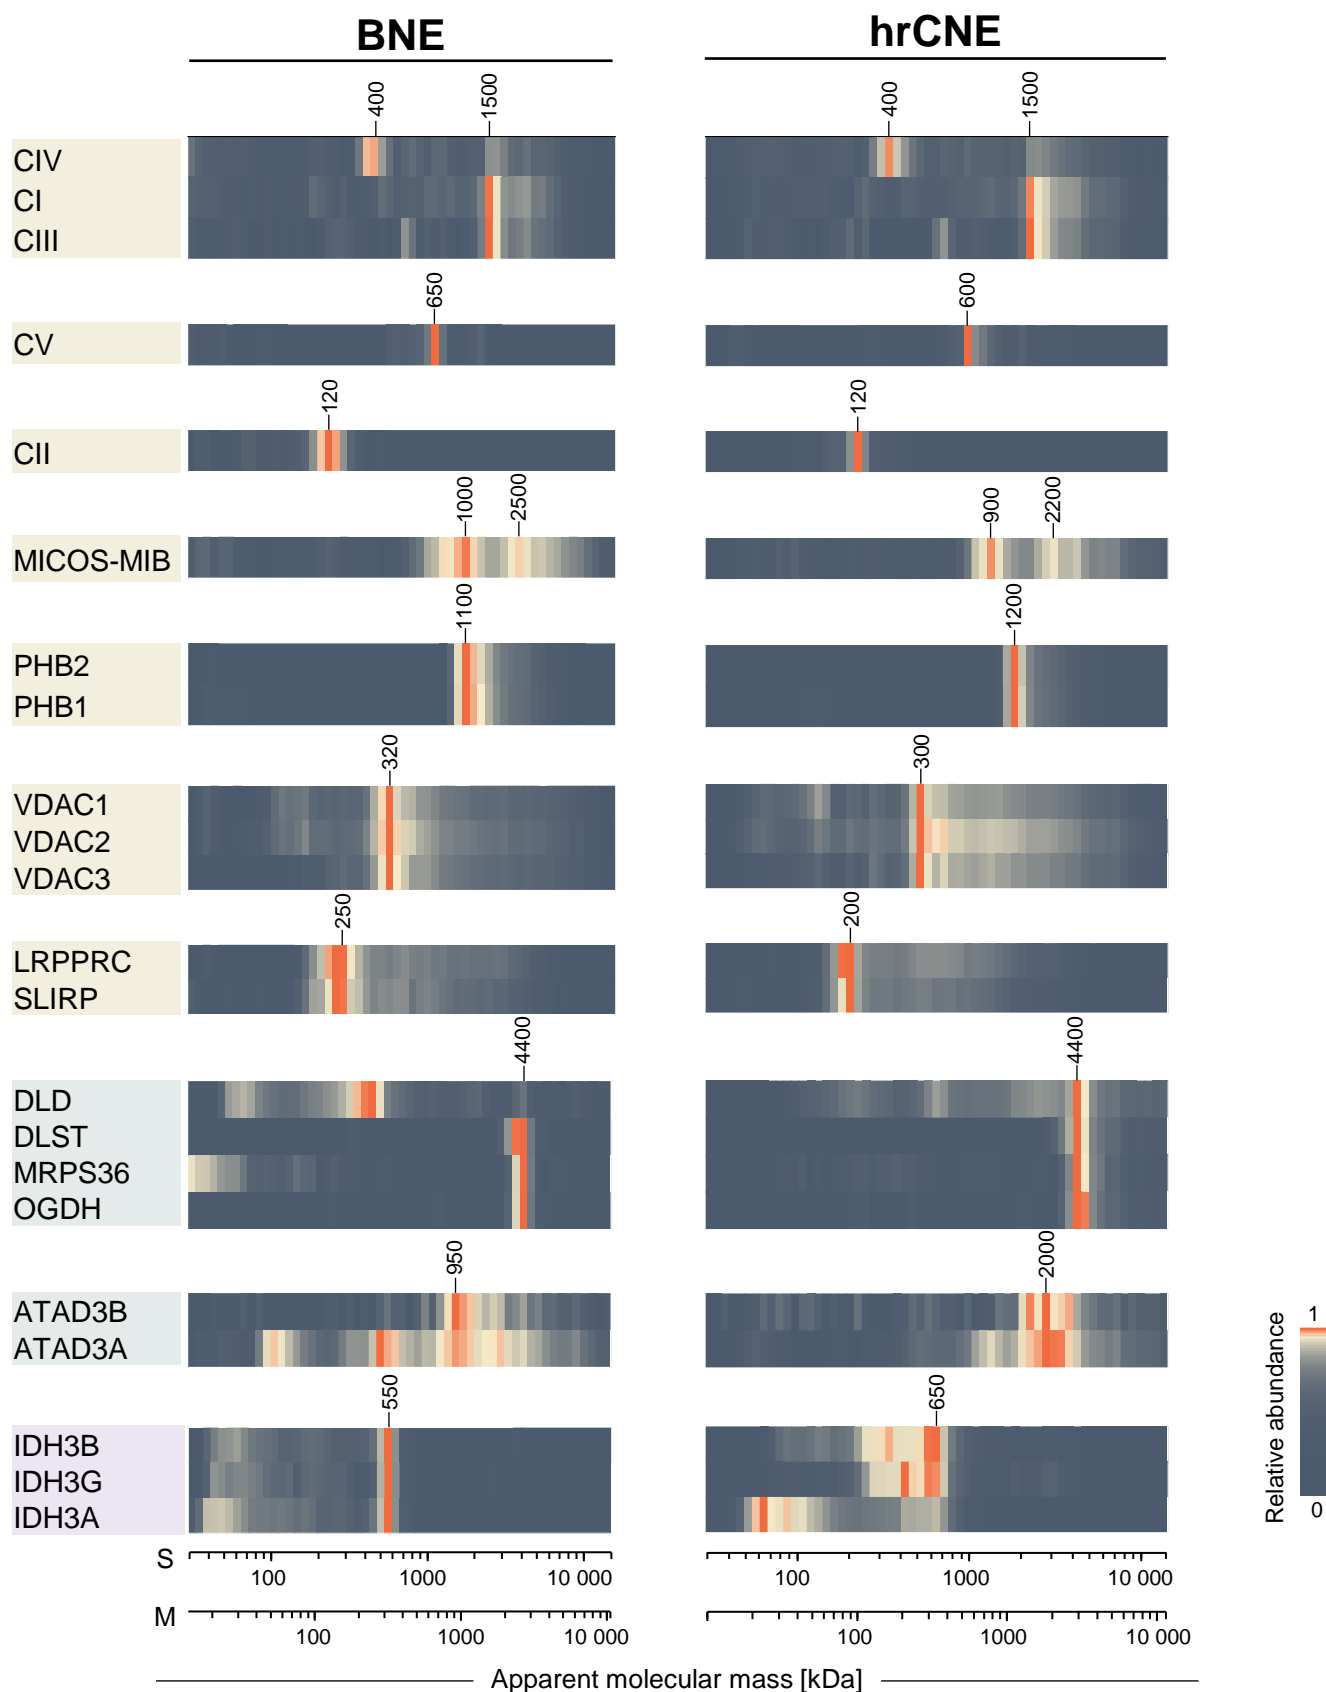 BNE hrCNE
400 1500 400 1500
CIV
CI
CIII
650 600
CV
120 120
CII
1000 2500 900 2200
MICOS-MIB
1100 1200
PHB2
PHB1
320 300
VDAC1
VDAC2
VDAC3
250 200
LRPPRC
SLIRP
4400 4400
DLD
DLST
MRPS36
OGDH
950 2000
ATAD3B
ATAD3A
Relative abundance
1
0
550 650
IDH3B
IDH3G
IDH3A
S
100 1000 10 000 100 1000 10 000
M
100 1000 10 000 100 1000 10 000
Apparent molecular mass [kDa]